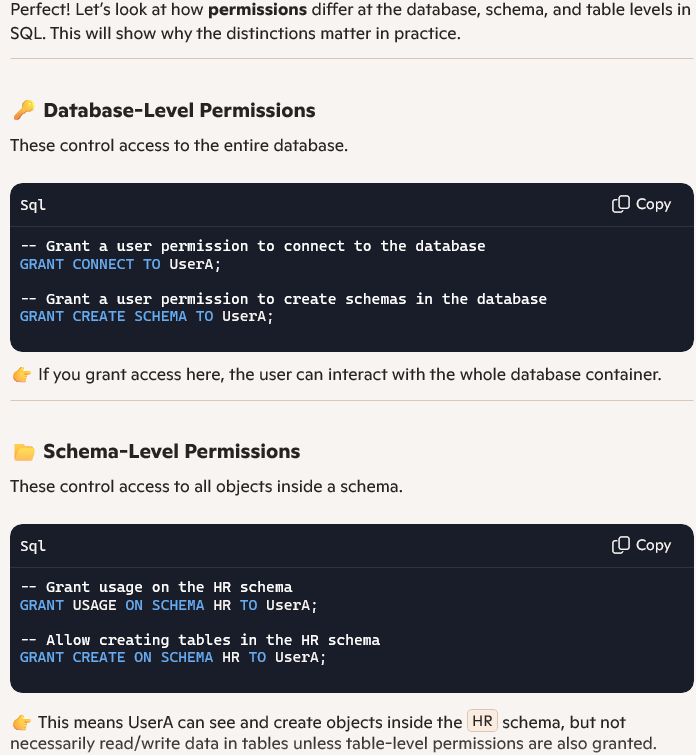 Perfect! Let’s look at how permissions differ at the database, schema, and table levels in
SQL. This will show why the distinctions matter in practice.
🔑 Database-Level Permissions
These control access to the entire database.
Sql
Copy
-- Grant a user permission to connect to the database
GRANT CONNECT TO UserA;
-- Grant a user permission to create schemas in the database
GRANT CREATE SCHEMA TO UserA;
👉 If you grant access here, the user can interact with the whole database container.
📁 Schema-Level Permissions
These control access to all objects inside a schema.
Sql
Copy
-- Grant usage on the HR schema
GRANT USAGE ON SCHEMA HR TO UserA;
-- Allow creating tables in the HR schema
GRANT CREATE ON SCHEMA HR TO UserA;
👉 This means UserA can see and create objects inside the HR schema, but not
necessarily read/write data in tables unless table-level permissions are also granted.